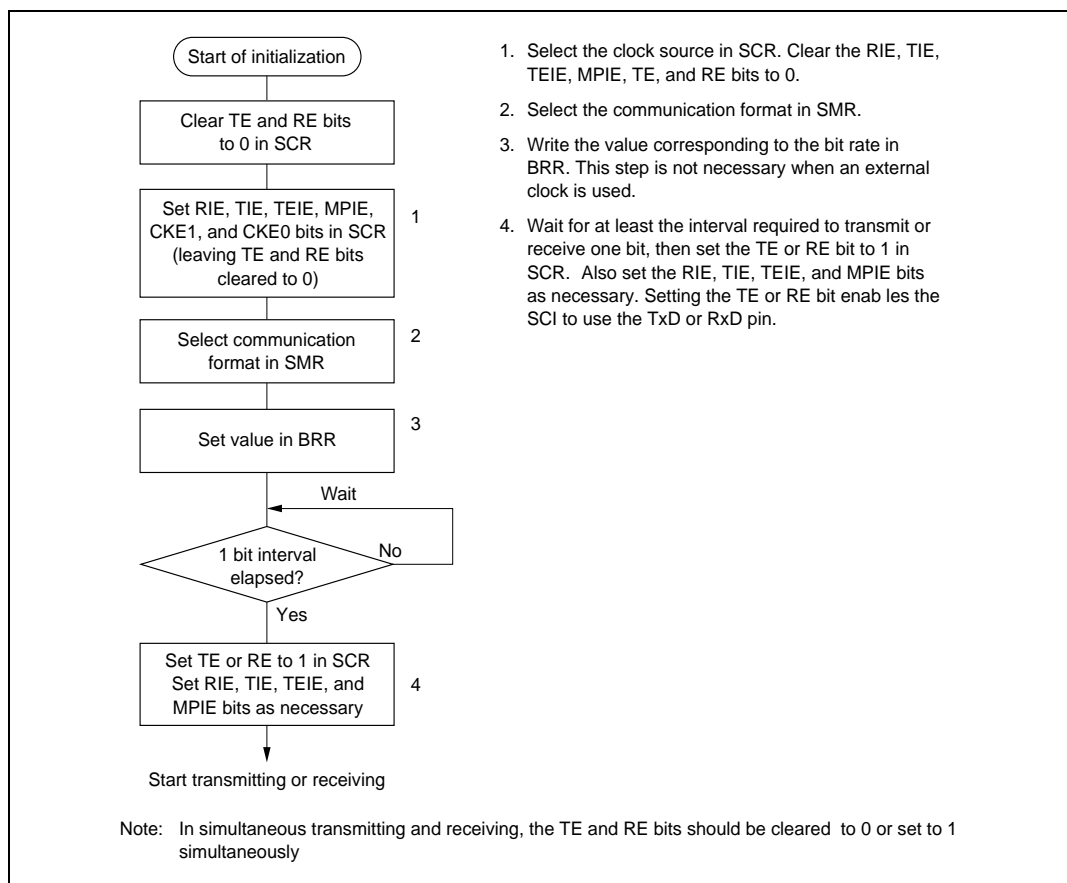 Start of initialization
Clear TE and RE bits
to 0 in SCR
Set RIE, TIE, TEIE, MPIE,
CKE1, and CKE0 bits in SCR
(leaving TE and RE bits
cleared to 0)
1
Select communication
format in SMR
2
Set value in BRR
3
Wait
1 bit interval
elapsed?
No
Yes
Set TE or RE to 1 in SCR
Set RIE, TIE, TEIE, and
MPIE bits as necessary
4
Start transmitting or receiving
1. Select the clock source in SCR. Clear the RIE, TIE,
TEIE, MPIE, TE, and RE bits to 0.
2. Select the communication format in SMR.
3. Write the value corresponding to the bit rate in
BRR. This step is not necessary when an external
clock is used.
4. Wait for at least the interval required to transmit or
receive one bit, then set the TE or RE bit to 1 in
SCR. Also set the RIE, TIE, TEIE, and MPIE bits
as necessary. Setting the TE or RE bit enab les the
SCI to use the TxD or RxD pin.
Note: In simultaneous transmitting and receiving, the TE and RE bits should be cleared to 0 or set to 1
simultaneously